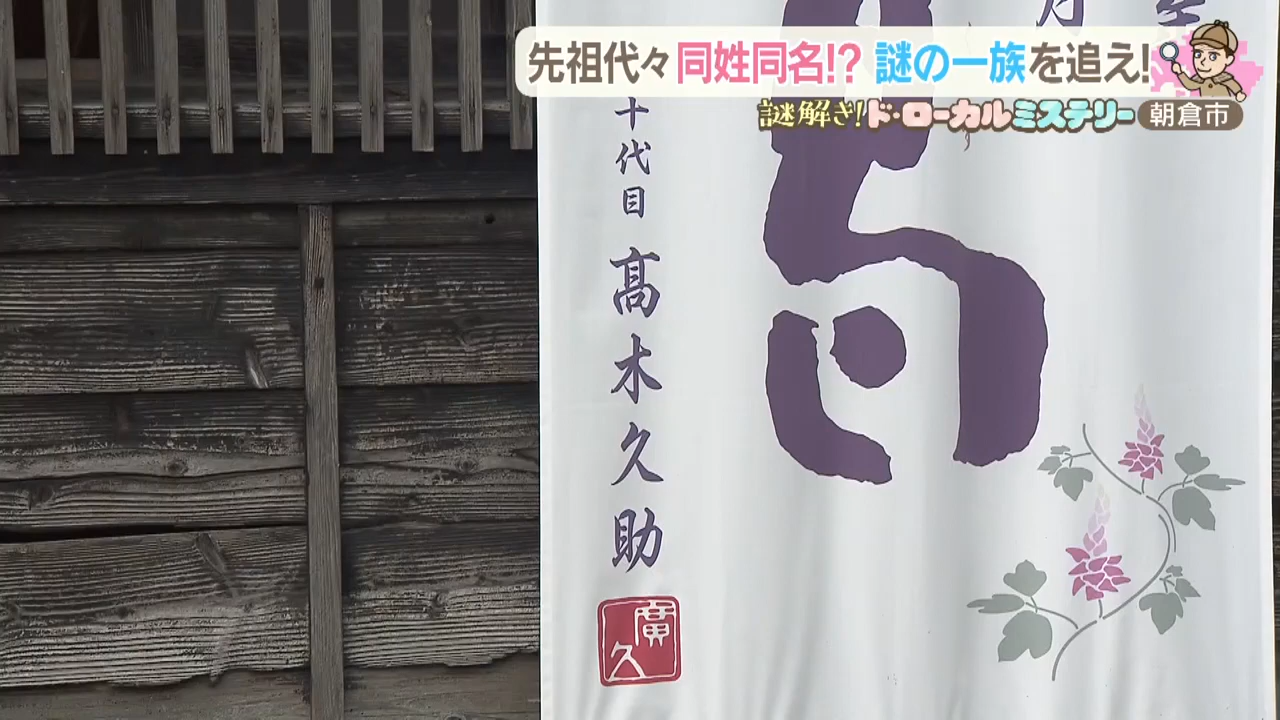 先祖代々同姓同名!?謎の一族を追え!
謎解き!ド・ローカルミステリー 朝倉市
十代目 髙木久助
廣久